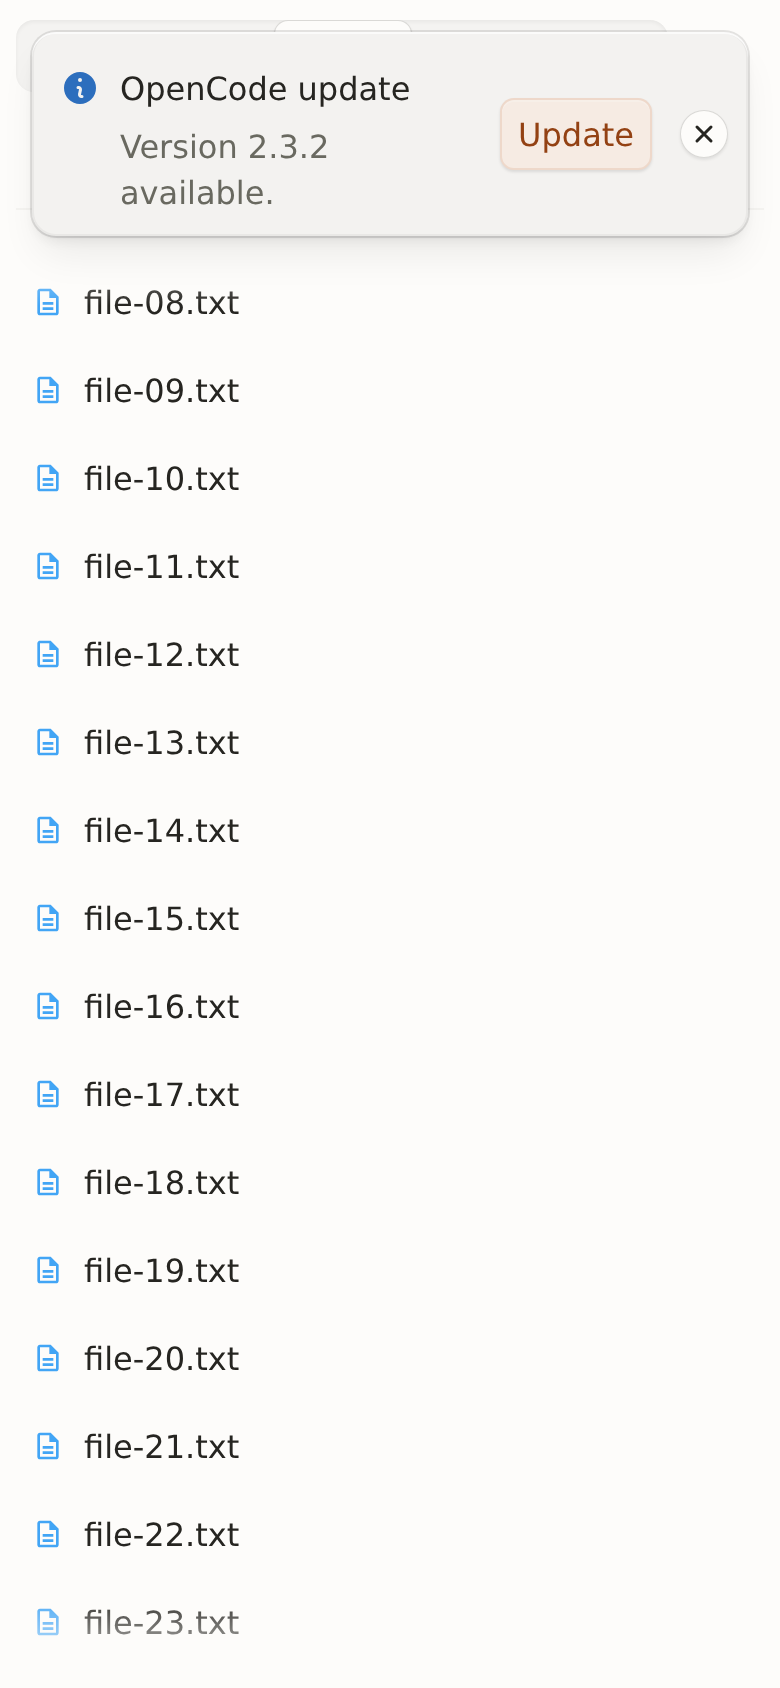 OpenCode update
Version 2.3.2
available.
Update
file-08.txt
file-09.txt
file-10.txt
file-11.txt
file-12.txt
file-13.txt
file-14.txt
file-15.txt
file-16.txt
file-17.txt
file-18.txt
file-19.txt
file-20.txt
file-21.txt
file-22.txt
file-23.txt